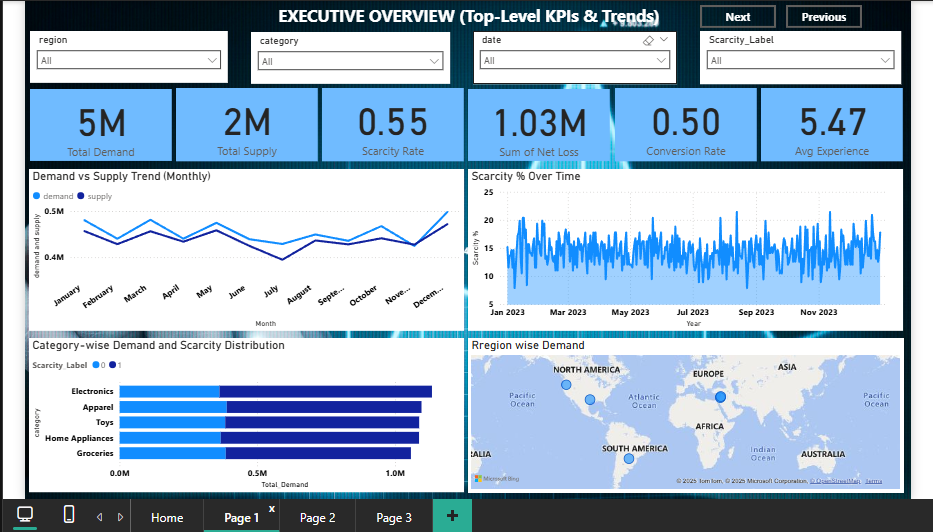 EXECUTIVE OVERVIEW (Top-Level KPIs & Trends)
Next
Previous
region
All
category
All
date
All
Scarcity_Label
All
5M
Total Demand
2M
Total Supply
0.55
Scarcity Rate
1.03M
Sum of Net Loss
0.50
Conversion Rate
5.47
Avg Experience
Demand vs Supply Trend (Monthly)
demand supply
demand and supply
0.5M
0.4M
January February March April May June July August Septe... October Nove... Decem...
Month
Scarcity % Over Time
Scarcity %
25
20
15
10
5
Jan 2023 Mar 2023 May 2023 Jul 2023 Sep 2023 Nov 2023
Year
Category-wise Demand and Scarcity Distribution
Scarcity_Label 0 1
category
Electronics
Apparel
Toys
Home Appliances
Groceries
0.0M 0.5M 1.0M
Total_Demand
Rregion wise Demand
NORTH AMERICA
EUROPE
ASIA
Pacific
Ocean
Atlantic
Ocean
Pacific
Ocean
AFRICA
SOUTH AMERICA
Indian
Ocean
RALIA
AUSTRALIA
Microsoft Bing
© 2025 TomTom, © 2025 Microsoft Corporation, © OpenStreetMap Terms
Home
Page 1
x
Page 2
Page 3
+